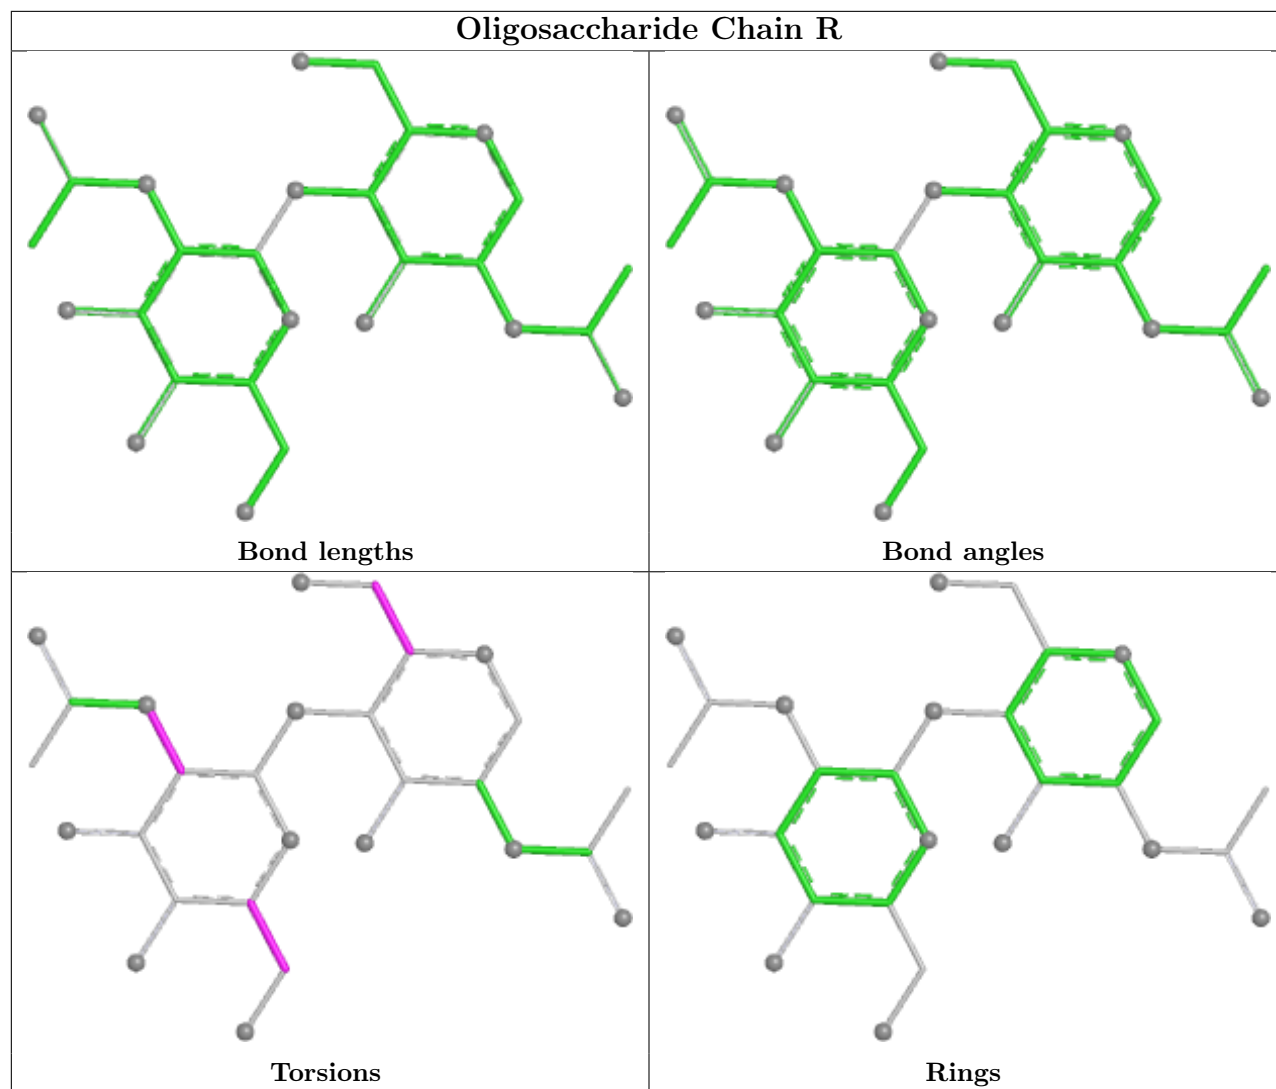 Oligosaccharide Chain R
Bond lengths
Bond angles
Torsions
Rings